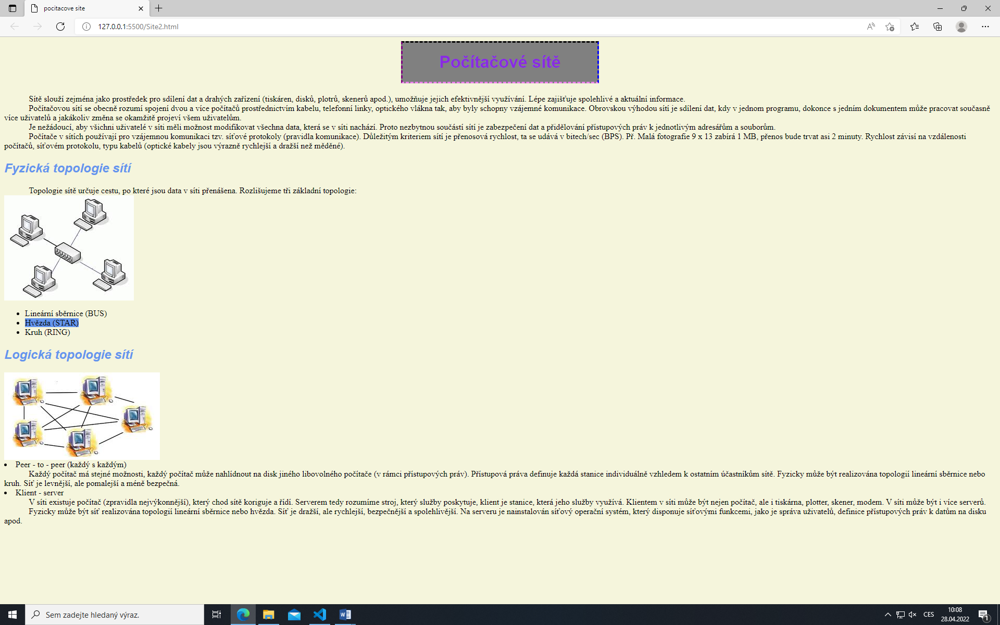 pocitacove site
127.0.0.1:5500/Site2.html
Počítačové sítě
Sítě slouží zejména jako prostředek pro sdílení dat a drahých zařízení (tiskáren, disků, plotrů, skenerů apod.), umožňuje jejich efektivnější využívání. Lépe zajišťuje spolehlivé a aktuální informace.
Počítačovou sítí se obecně rozumí spojení dvou a více počítačů prostřednictvím kabelu, telefonní linky, optického vlákna tak, aby byly schopny vzájemné komunikace. Obrovskou výhodou sítí je sdílení dat, kdy v jednom programu, dokonce s jedním dokumentem může pracovat současně
více uživatelů a jakákoliv změna se okamžitě projeví všem uživatelům.
Je nežádoucí, aby všichni uživatelé v síti měli možnost modifikovat všechna data, která se v síti nachází. Proto nezbytnou součástí sítí je zabezpečení dat a přidělování přístupových práv k jednotlivým adresářům a souborům.
Počítače v sítích používají pro vzájemnou komunikaci tzv. síťové protokoly (pravidla komunikace). Důležitým kriteriem sítí je přenosová rychlost, ta se udává v bitech/sec (BPS). Př. Malá fotografie 9 x 13 zabírá 1 MB, přenos bude trvat asi 2 minuty. Rychlost závisí na vzdálenosti
počítačů, síťovém protokolu, typu kabelů (optické kabely jsou výrazně rychlejší a dražší než měděné).
Fyzická topologie sítí
Topologie sítě určuje cestu, po které jsou data v síti přenášena. Rozlišujeme tři základní topologie:
• Lineární sběrnice (BUS)
• Hvězda (STAR)
• Kruh (RING)
Logická topologie sítí
• Peer - to - peer (každý s každým)
Každý počítač má stejné možnosti, každý počítač může nahlídnout na disk jiného libovolného počítače (v rámci přístupových práv). Přístupová práva definuje každá stanice individuálně vzhledem k ostatním účastníkům sítě. Fyzicky může být realizována topologií lineární sběrnice nebo
kruh. Síť je levnější, ale pomalejší a méně bezpečná.
• Klient - server
V síti existuje počítač (zpravidla nejvýkonnější), který chod sítě koriguje a řídí. Serverem tedy rozumíme stroj, který služby poskytuje, klient je stanice, která jeho služby využívá. Klientem v síti může být nejen počítač, ale i tiskárna, plotter, skener, modem. V síti může být i více serverů.
Fyzicky může být síť realizována topologií lineární sběrnice nebo hvězda. Síť je dražší, ale rychlejší, bezpečnější a spolehlivější. Na serveru je nainstalován síťový operační systém, který disponuje síťovými funkcemi, jako je správa uživatelů, definice přístupových práv k datům na disku
apod.
Sem zadejte hledaný výraz.
CES
10:08
28.04.2022
1